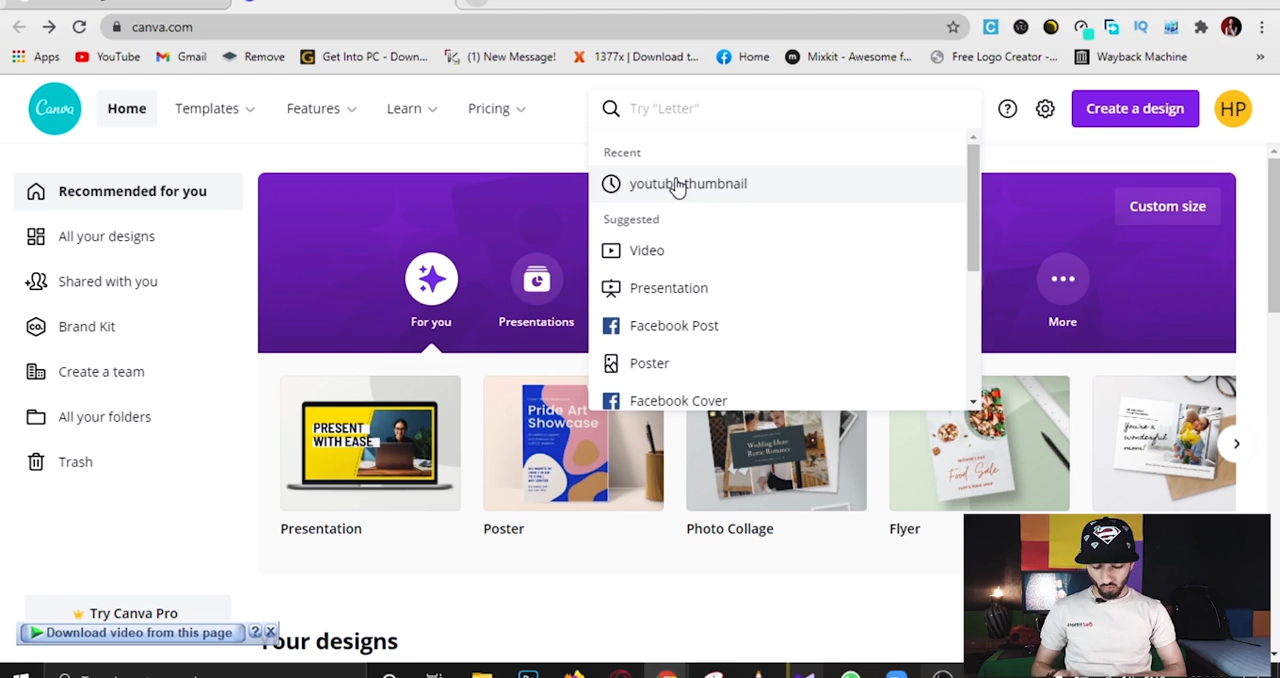 canva.com
Apps
YouTube
Gmail
Remove
Get Into PC - Down...
(1) New Message!
1377x | Download t...
Home
Mixkit - Awesome f...
Free Logo Creator -...
Wayback Machine
»
Canva
Home
Templates
Features
Learn
Pricing
Try "Letter"
Create a design
HP
Recent
youtube thumbnail
Suggested
Video
Presentation
Facebook Post
Poster
Facebook Cover
Recommended for you
All your designs
Shared with you
Brand Kit
Create a team
All your folders
Trash
Custom size
For you
Presentations
More
PRESENT
WITH EASE
Pride Art
Showcase
Food Sale
Presentation
Poster
Photo Collage
Flyer
Try Canva Pro
Download video from this page
Your designs